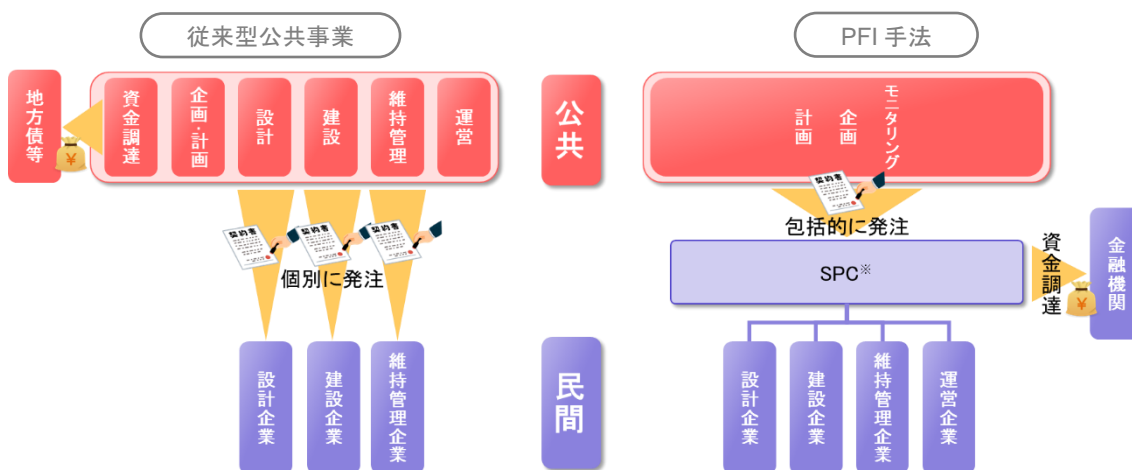 従来型公共事業
PFI 手法
地方債等
資金調達
企画・計画
設計
建設
維持管理
運営
公共
計画
企画
モニタリング
契約書
契約書
契約書
個別に発注
契約書
包括的に発注
SPC※
資金調達
金融機関
¥
¥
設計企業
建設企業
維持管理企業
民間
設計企業
建設企業
維持管理企業
運営企業